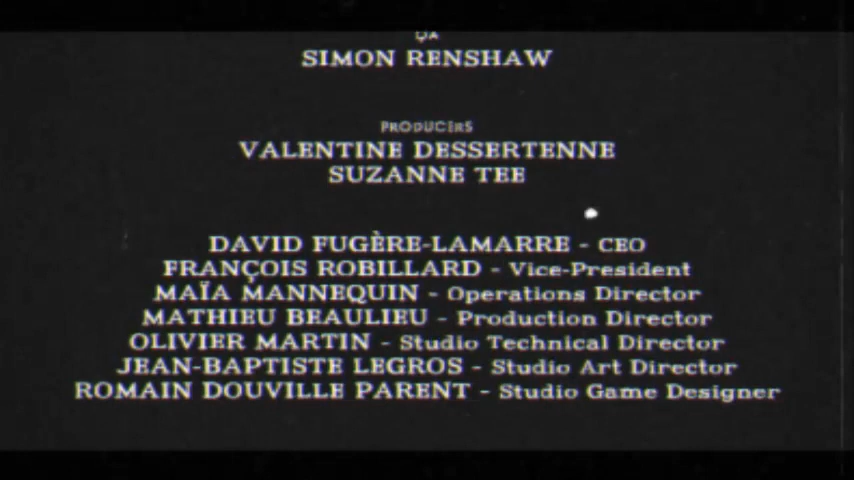 QA
SIMON RENSHAW
PRODUCERS
VALENTINE DESSERTENNE
SUZANNE TEE
DAVID FUGÈRE-LAMARRE - CEO
FRANÇOIS ROBILLARD - Vice-President
MAÏA MANNEQUIN - Operations Director
MATHIEU BEAULIEU - Production Director
OLIVIER MARTIN - Studio Technical Director
JEAN-BAPTISTE LEGROS - Studio Art Director
ROMAIN DOUVILLE PARENT - Studio Game Designer